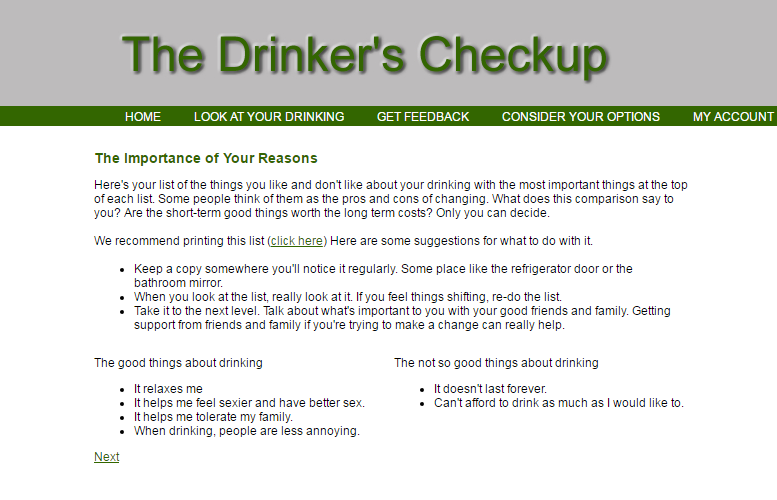 The Drinker's Checkup
HOME LOOK AT YOUR DRINKING GET FEEDBACK CONSIDER YOUR OPTIONS MY ACCOUNT
The Importance of Your Reasons
Here's your list of the things you like and don't like about your drinking with the most important things at the top
of each list. Some people think of them as the pros and cons of changing. What does this comparison say to
you? Are the short-term good things worth the long term costs? Only you can decide.
We recommend printing this list (click here) Here are some suggestions for what to do with it.
• Keep a copy somewhere you'll notice it regularly. Some place like the refrigerator door or the
bathroom mirror.
• When you look at the list, really look at it. If you feel things shifting, re-do the list.
• Take it to the next level. Talk about what's important to you with your good friends and family. Getting
support from friends and family if you're trying to make a change can really help.
The good things about drinking
• It relaxes me
• It helps me feel sexier and have better sex.
• It helps me tolerate my family.
• When drinking, people are less annoying.
The not so good things about drinking
• It doesn't last forever.
• Can't afford to drink as much as I would like to.
Next